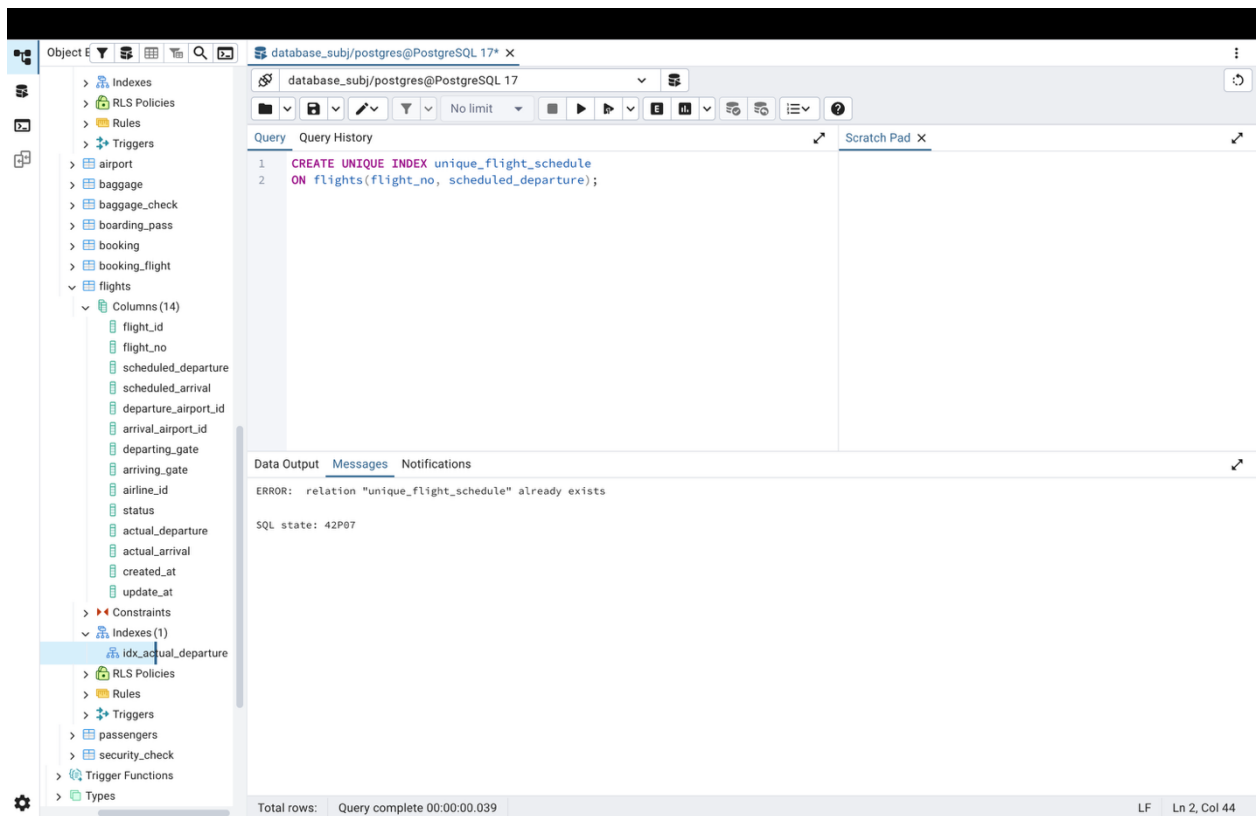 Object E
database_subj/postgres@PostgreSQL 17*
Indexes
RLS Policies
Rules
Triggers
airport
baggage
baggage_check
boarding_pass
booking
booking_flight
flights
Columns (14)
flight_id
flight_no
scheduled_departure
scheduled_arrival
departure_airport_id
arrival_airport_id
departing_gate
arriving_gate
airline_id
status
actual_departure
actual_arrival
created_at
update_at
Constraints
Indexes (1)
idx_actual_departure
RLS Policies
Rules
Triggers
passengers
security_check
Trigger Functions
Types
database_subj/postgres@PostgreSQL 17
No limit
E
Query Query History
Scratch Pad
1 CREATE UNIQUE INDEX unique_flight_schedule
2 ON flights(flight_no, scheduled_departure);
Data Output Messages Notifications
ERROR: relation "unique_flight_schedule" already exists
SQL state: 42P07
Total rows: Query complete 00:00:00.039 LF Ln 2, Col 44